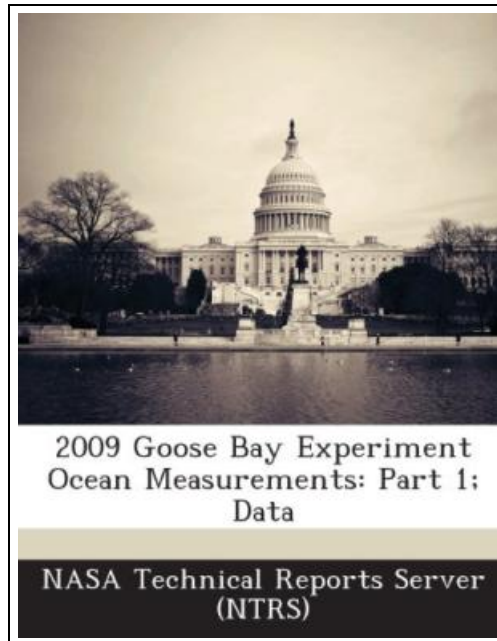 2009 Goose Bay Experiment
Ocean Measurements: Part 1;
Data
NASA Technical Reports Server
(NTRS)